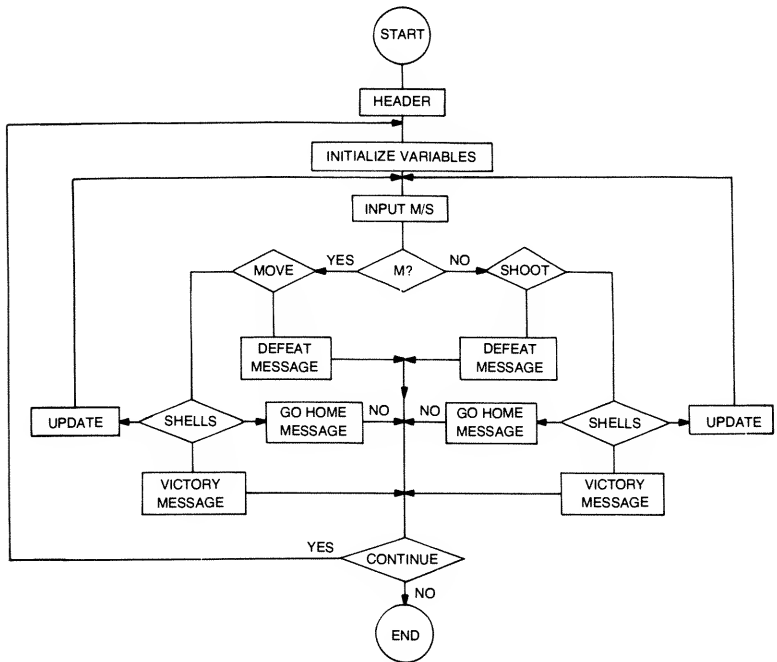 START
HEADER
INITIALIZE VARIABLES
INPUT M/S
MOVE
YES
M?
NO
SHOOT
DEFEAT
MESSAGE
DEFEAT
MESSAGE
UPDATE
SHELLS
GO HOME
MESSAGE
NO
NO
GO HOME
MESSAGE
SHELLS
UPDATE
VICTORY
MESSAGE
VICTORY
MESSAGE
YES
CONTINUE
NO
END